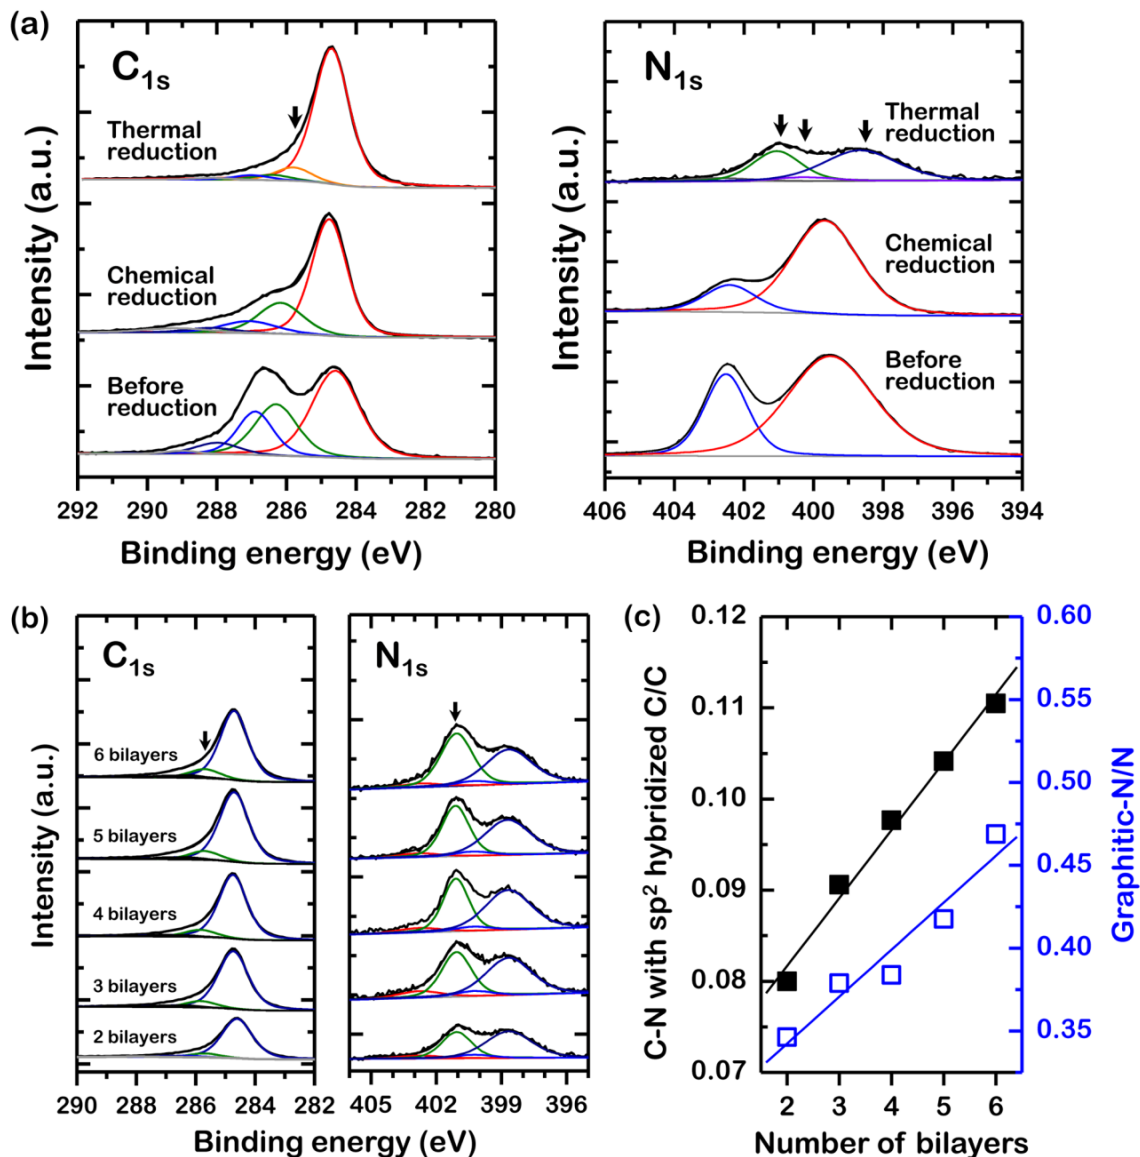 (a)
C1s
Thermal
reduction
Chemical
reduction
Before
reduction
Intensity (a.u.)
292 290 288 286 284 282 280
Binding energy (eV)
N1s
Thermal
reduction
Chemical
reduction
Before
reduction
Intensity (a.u.)
406 404 402 400 398 396 394
Binding energy (eV)
(b)
C1s
6 bilayers
5 bilayers
4 bilayers
3 bilayers
2 bilayers
Intensity (a.u.)
290 288 286 284 282
N1s
405 402 399 396
Binding energy (eV)
(c)
0.12
0.11
0.10
0.09
0.08
0.07
C-N with sp² hybridized C/C
0.60
0.55
0.50
0.45
0.40
0.35
Graphitic-N/N
2 3 4 5 6
Number of bilayers